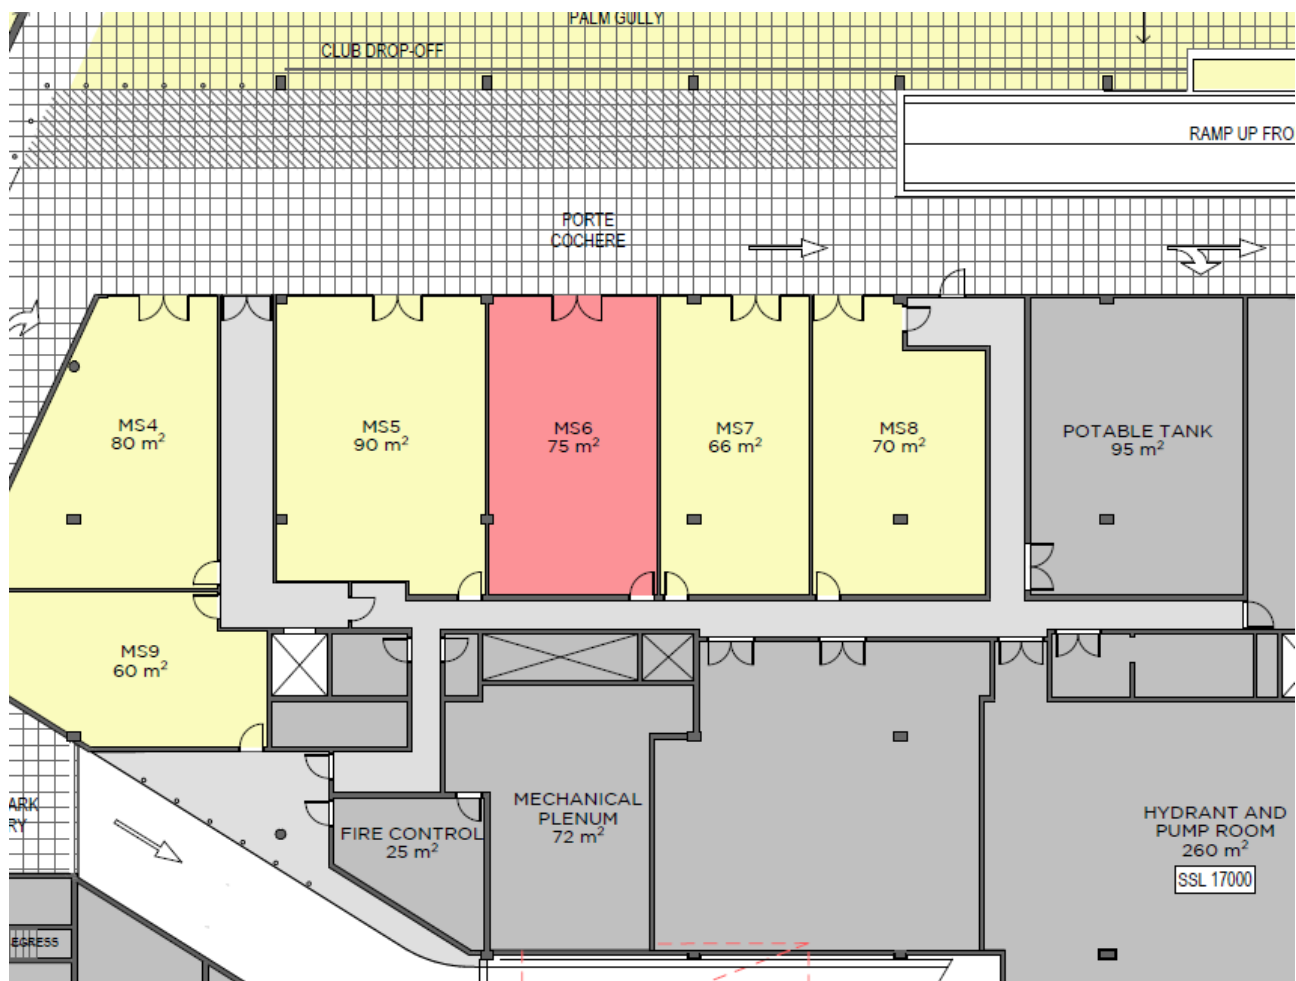 PALM GULLY
CLUB DROP-OFF
RAMP UP FRO
PORTE
COCHERE
MS4
80 m²
MS5
90 m²
MS6
75 m²
MS7
66 m²
MS8
70 m²
POTABLE TANK
95 m²
MS9
60 m²
ARK
RY
FIRE CONTROL
25 m²
MECHANICAL
PLENUM
72 m²
HYDRANT AND
PUMP ROOM
260 m²
SSL 17000
EGRESS